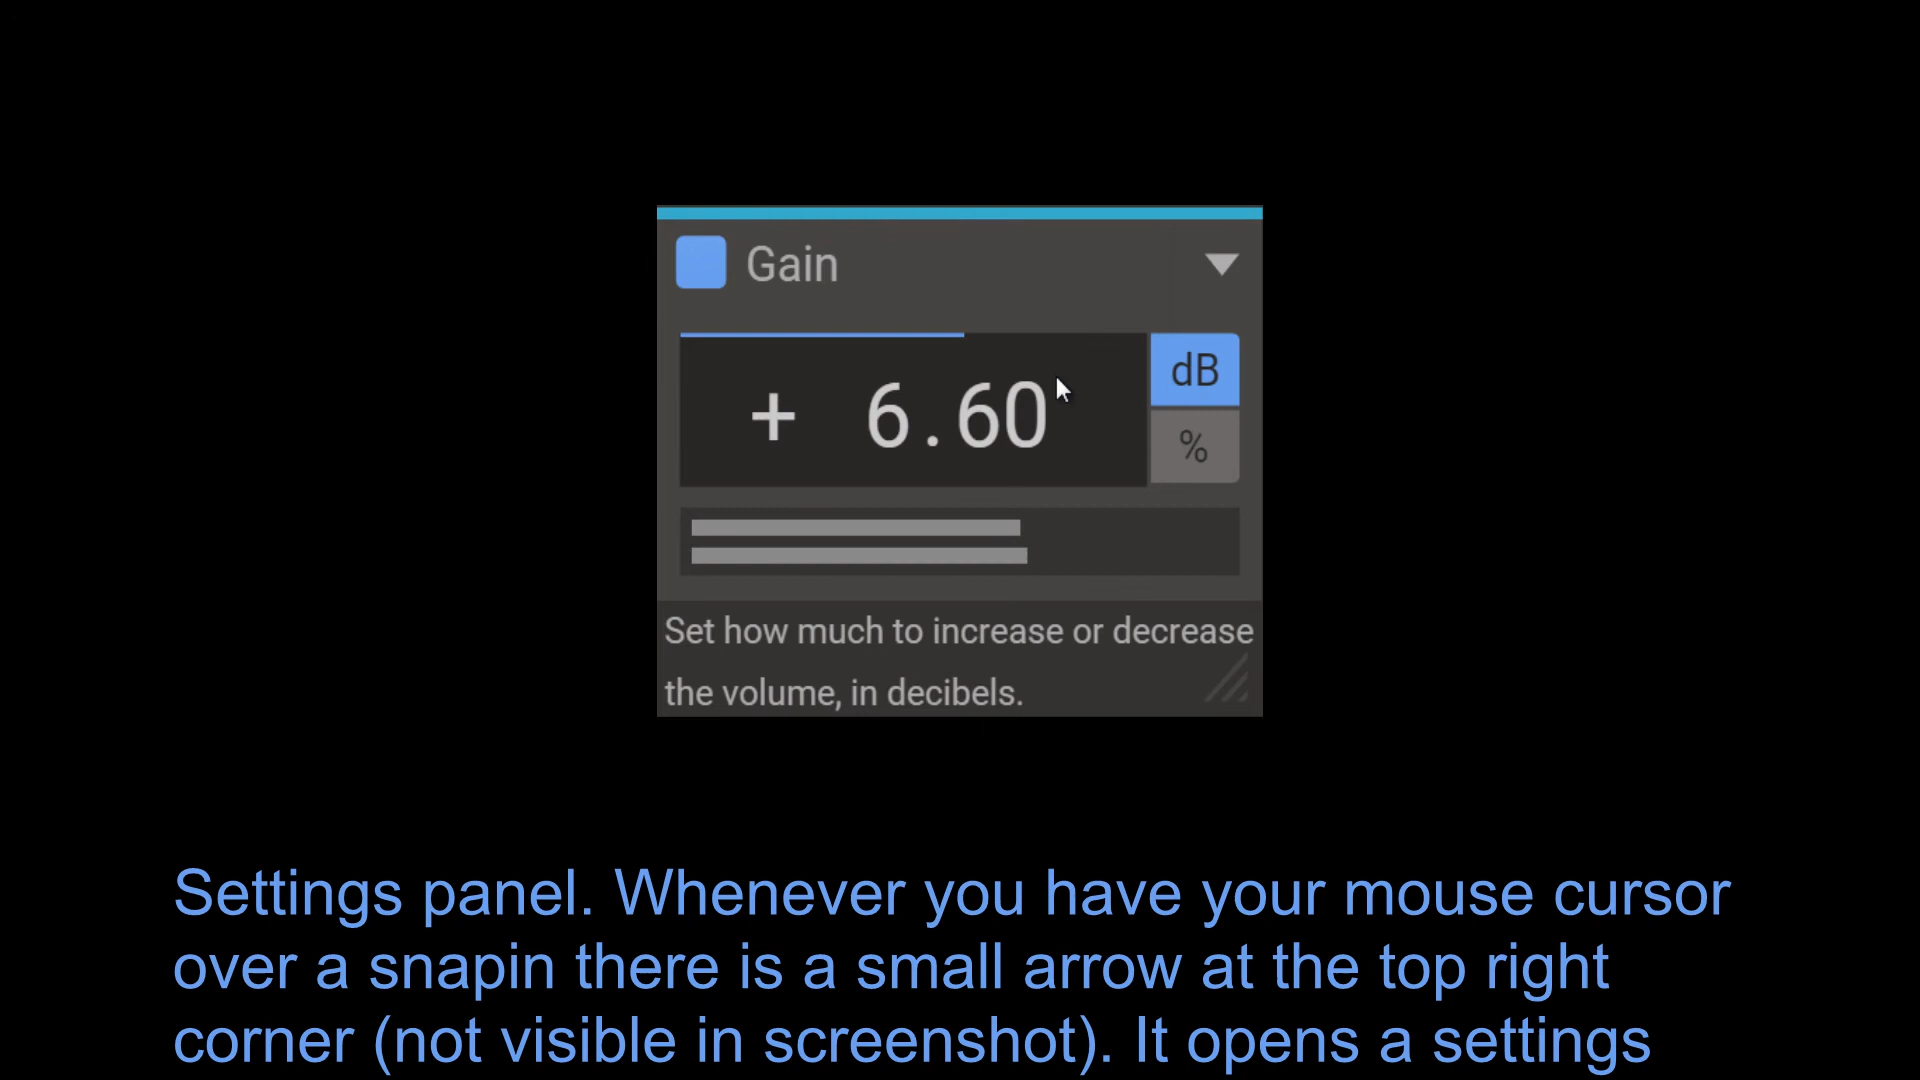 Gain
+ 6.60
dB
%
Set how much to increase or decrease
the volume, in decibels.
Settings panel. Whenever you have your mouse cursor
over a snapin there is a small arrow at the top right
corner (not visible in screenshot). It opens a settings